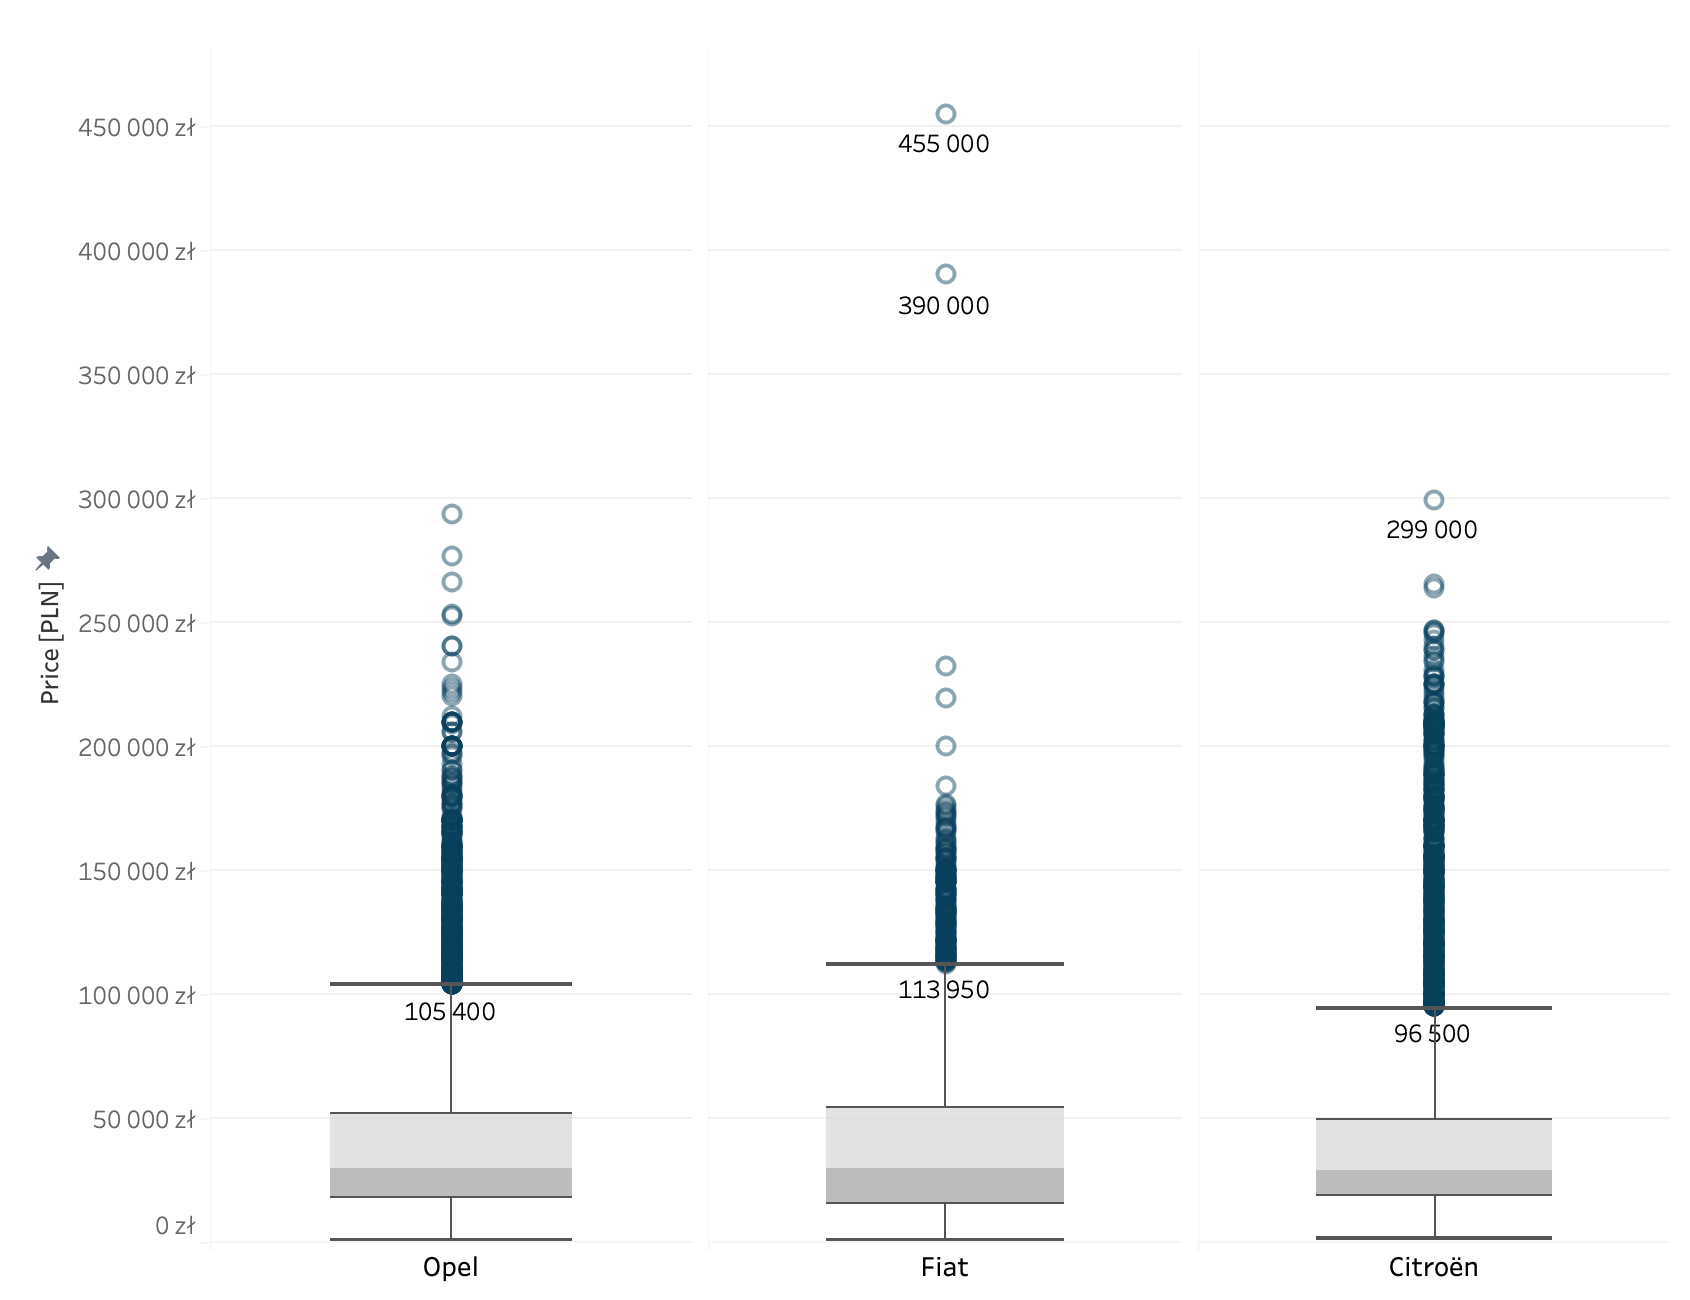 450 000 zł
400 000 zł
350 000 zł
300 000 zł
250 000 zł
200 000 zł
150 000 zł
100 000 zł
50 000 zł
0 zł
Price [PLN]
455 000
390 000
299 000
105 400
113 950
96 500
Opel
Fiat
Citroën